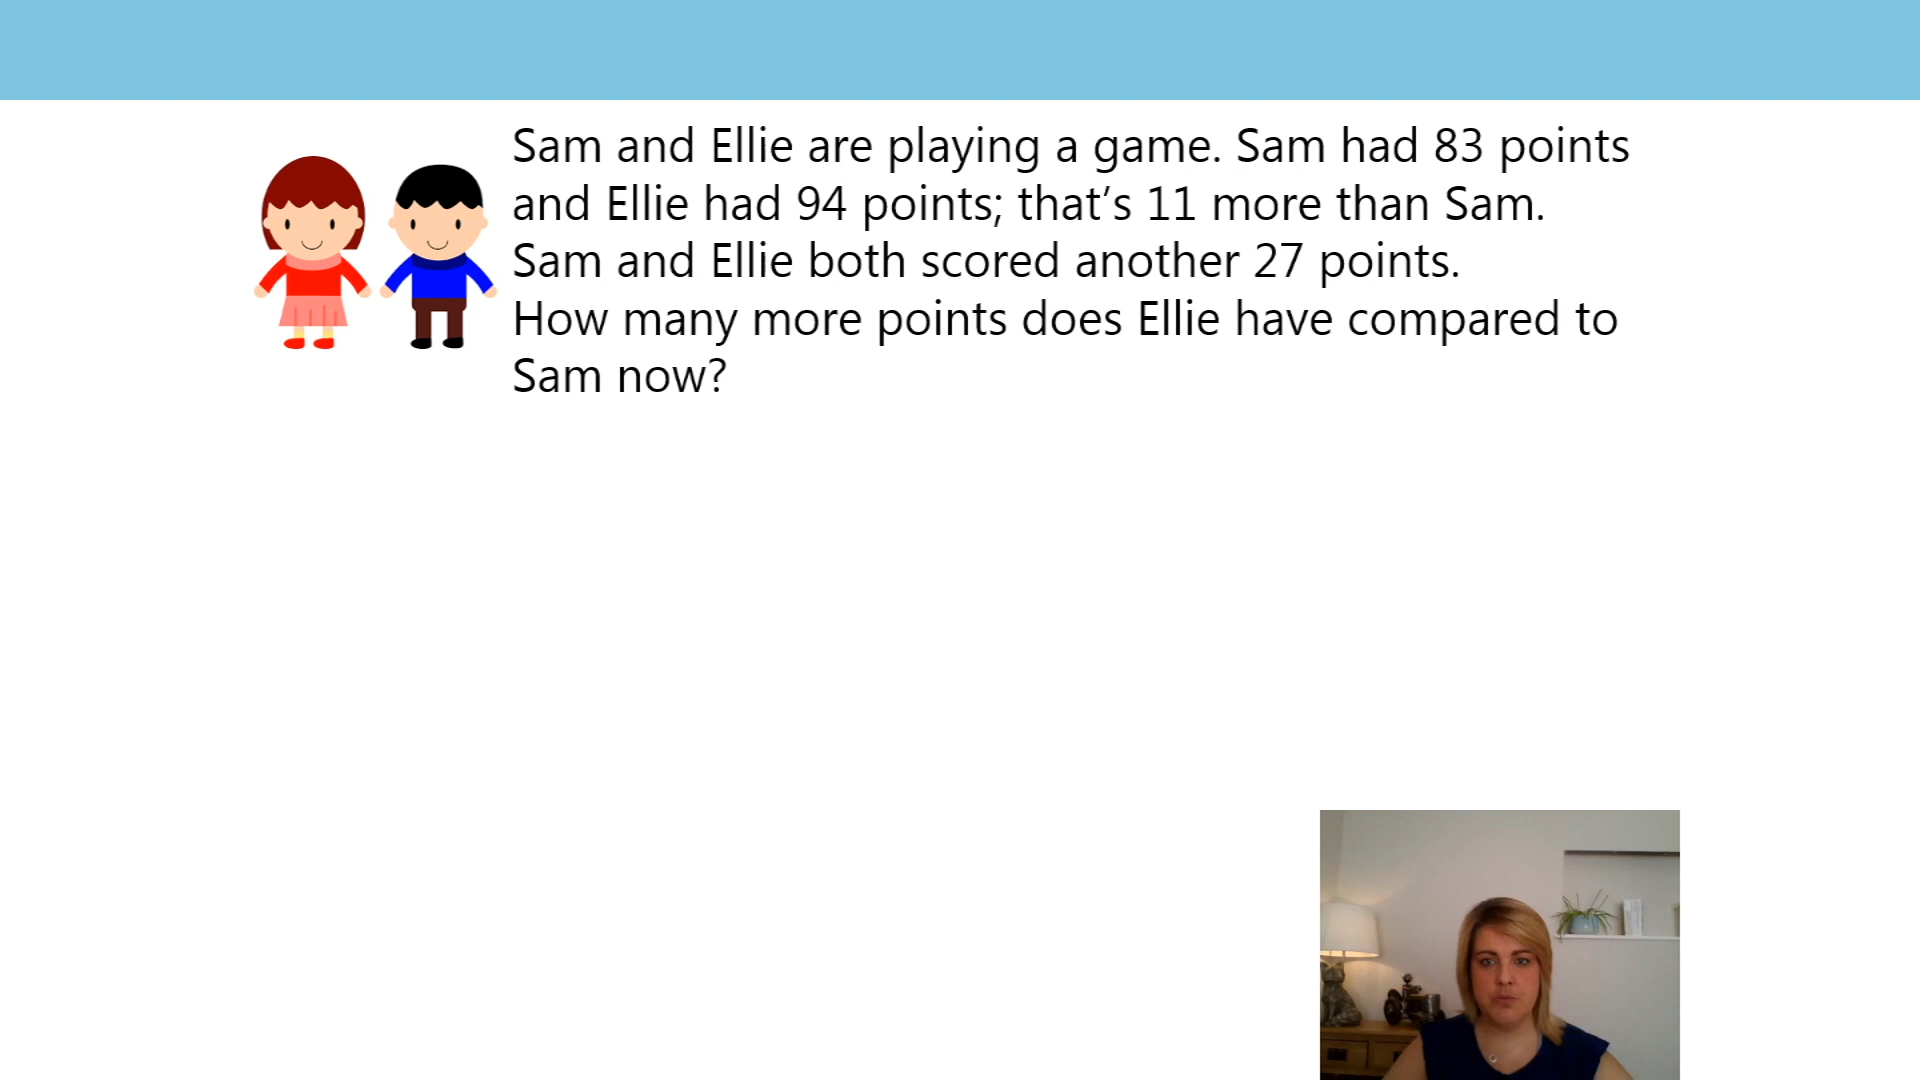 Sam and Ellie are playing a game. Sam had 83 points
and Ellie had 94 points; that’s 11 more than Sam.
Sam and Ellie both scored another 27 points.
How many more points does Ellie have compared to
Sam now?